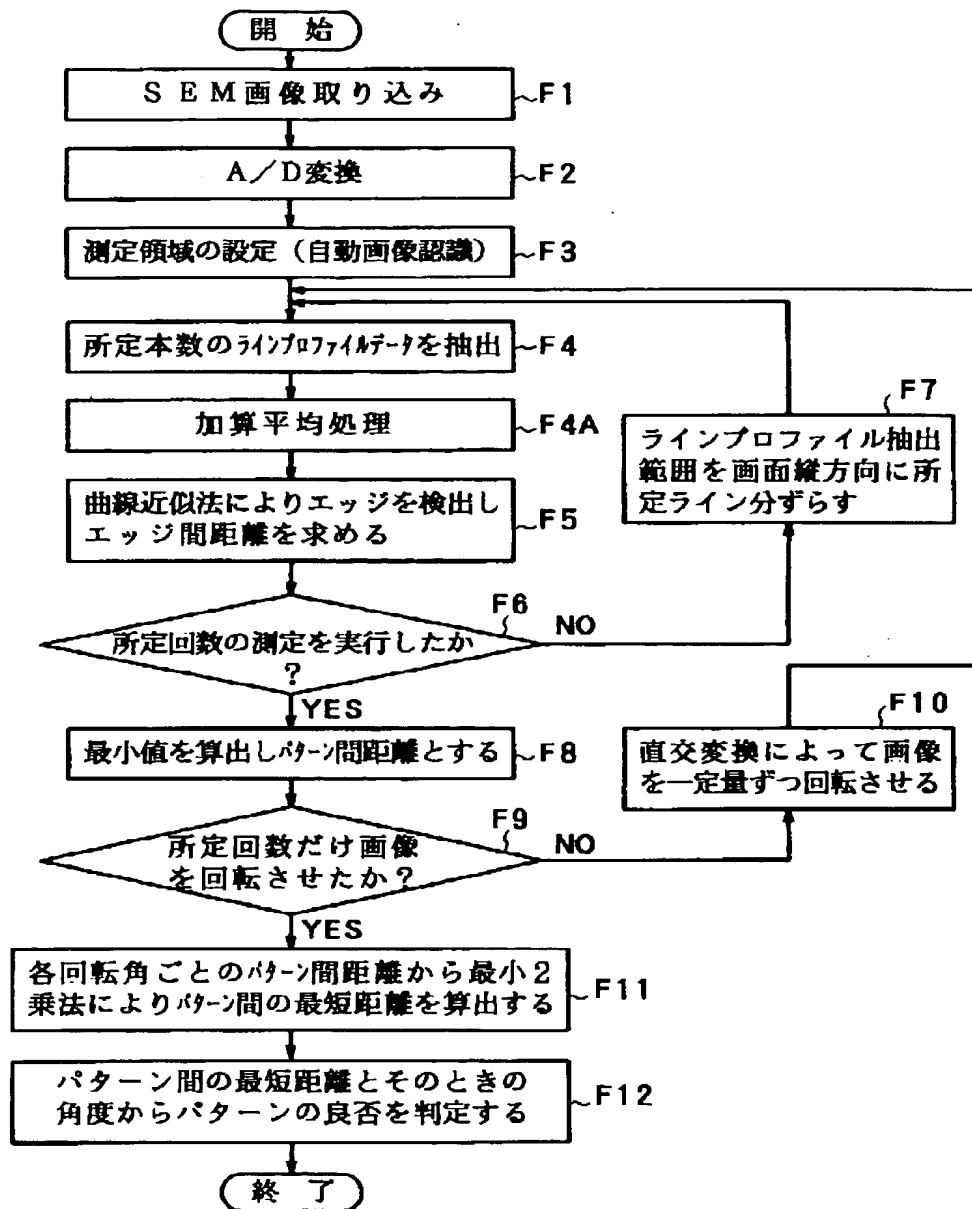 開 始
SEM画像取り込み
F1
A/D変換
F2
測定領域の設定(自動画像認識)
F3
所定本数のラインプロファイルデータを抽出
F4
加算平均処理
F4A
F7
ラインプロファイル抽出
範囲を画面縦方向に所
定ライン分ずらす
曲線近似法によりエッジを検出し
エッジ間距離を求める
F5
F6
所定回数の測定を実行したか
?
NO
YES
最小値を算出しパターン間距離とする
F8
F10
直交変換によって画像
を一定量ずつ回転させる
F9
所定回数だけ画像
を回転させたか?
NO
YES
各回転角ごとのパターン間距離から最小2
乗法によりパターン間の最短距離を算出する
F11
パターン間の最短距離とそのときの
角度からパターンの良否を判定する
F12
終 了